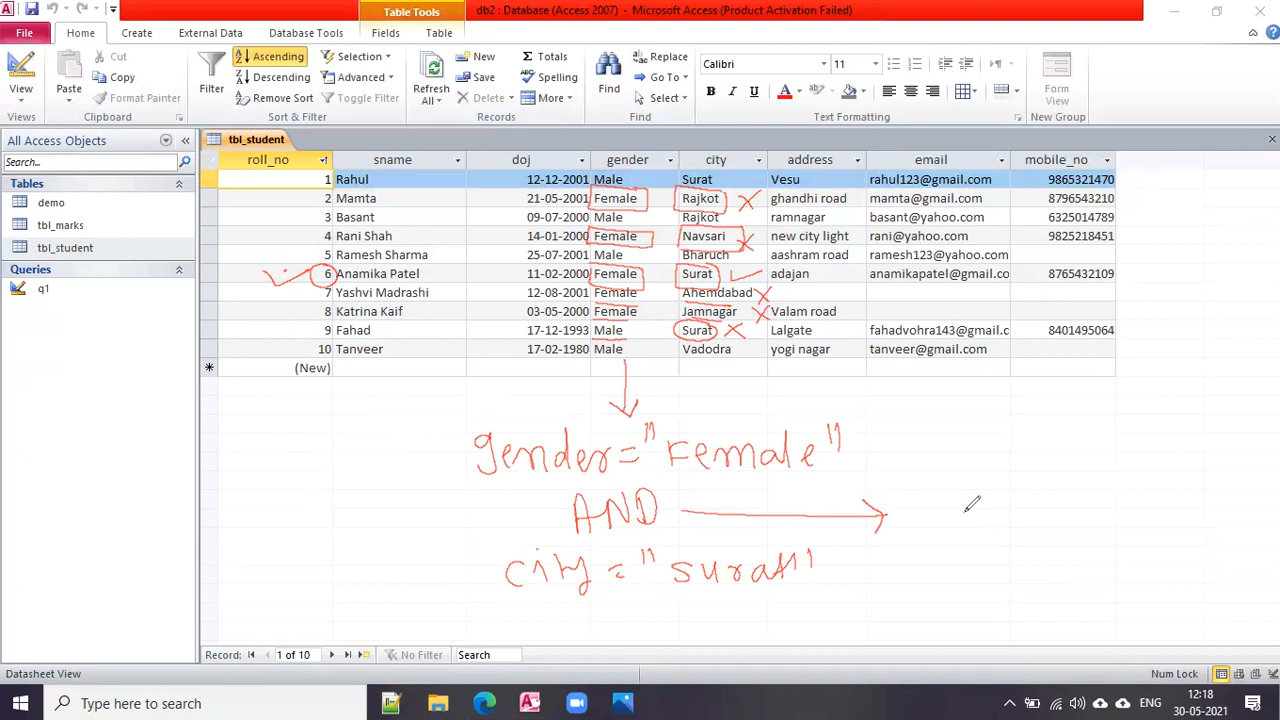 Table Tools
db2 : Database (Access 2007) - Microsoft Access (Product Activation Failed)
File Home Create External Data Database Tools Fields Table
Cut Ascending Selection New Totals Replace Calibri 11
Copy Descending Advanced Save Spelling Go To
Format Painter Remove Sort Toggle Filter Delete More Select
View Paste Filter Refresh All Find B I U A Form View
Views Clipboard Sort & Filter Records Find Text Formatting New Group
All Access Objects tbl_student
Search...
roll_no sname doj gender city address email mobile_no
1 Rahul 12-12-2001 Male Surat Vesu rahul123@gmail.com 9865321470
2 Mamta 21-05-2001 Female Rajkot ghandhi road mamta@gmail.com 8796543210
3 Basant 09-07-2000 Male Rajkot ramnagar basant@yahoo.com 6325014789
4 Rani Shah 14-01-2000 Female Navsari new city light rani@yahoo.com 9825218451
5 Ramesh Sharma 25-07-2001 Male Bharuch aashram road ramesh123@yahoo.com
6 Anamika Patel 11-02-2000 Female Surat adajan anamikapatel@gmail.com 8765432109
7 Yashvi Madrashi 12-08-2001 Female Ahemdabad
8 Katrina Kaif 03-05-2000 Female Jamnagar Valam road
9 Fahad 17-12-1993 Male Surat Lalgate fahadvohra143@gmail.c 8401495064
10 Tanveer 17-02-1980 Male Vadodra yogi nagar tanveer@gmail.com
(New)
Tables
demo
tbl_marks
tbl_student
Queries
q1
gender = "Female"
AND
city = "surat"
Record: 1 of 10 No Filter Search
Datasheet View Num Lock
Type here to search ENG 12:18
30-05-2021